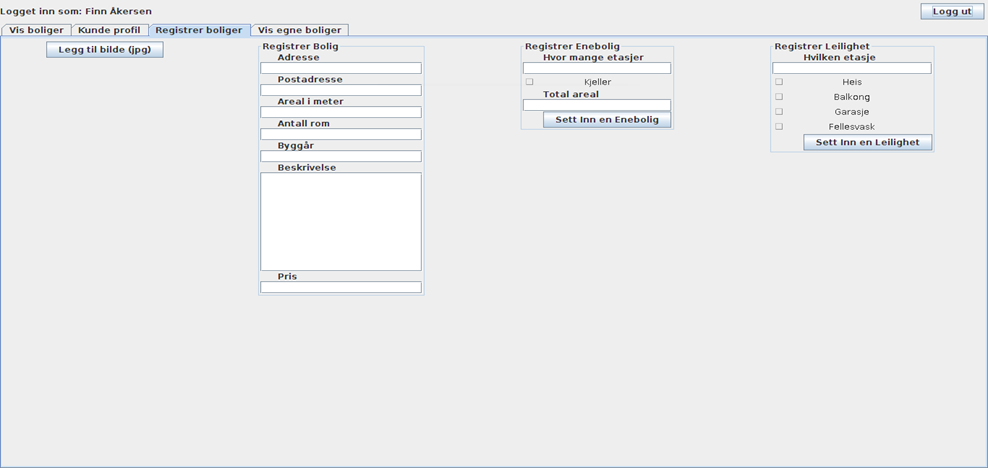 Logget inn som: Finn Åkersen
Logg ut
Vis boliger
Kunde profil
Registrer boliger
Vis egne boliger
Legg til bilde (jpg)
Registrer Bolig
Adresse
Postadresse
Areal i meter
Antall rom
Byggår
Beskrivelse
Pris
Registrer Enebolig
Hvor mange etasjer
Kjeller
Total areal
Sett Inn en Enebolig
Registrer Leilighet
Hvilken etasje
Heis
Balkong
Garasje
Fellesvask
Sett Inn en Leilighet